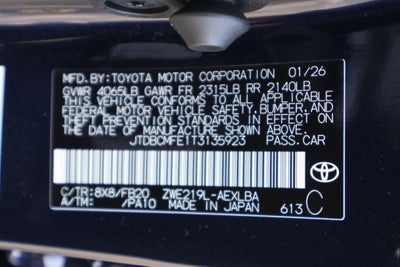 MFD. BY: TOYOTA MOTOR CORPORATION 01/26
GVWR 4065LB GAWR FR 2315LB RR 2140LB
THIS VEHICLE CONFORMS TO ALL APPLICABLE
FEDERAL MOTOR VEHICLE SAFETY, BUMPER, AND
THEFT PREVENTION STANDARDS IN EFFECT ON
THE DATE OF MANUFACTURE SHOWN ABOVE.
JTDBCMFE1T3135923 PASS.CAR
C/TR: 8X8/FB20 ZWE219L-AEXLBA
A/TM: /PA10 MADE IN JAPAN 613 C